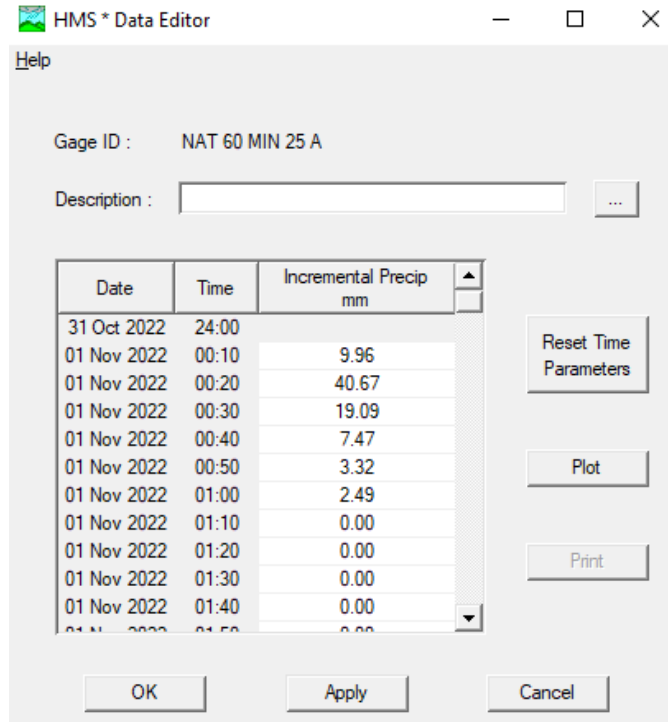 HMS * Data Editor
Help
Gage ID : NAT 60 MIN 25 A
Description : ...
Date Time Incremental Precip mm
31 Oct 2022 24:00
01 Nov 2022 00:10 9.96
01 Nov 2022 00:20 40.67
01 Nov 2022 00:30 19.09
01 Nov 2022 00:40 7.47
01 Nov 2022 00:50 3.32
01 Nov 2022 01:00 2.49
01 Nov 2022 01:10 0.00
01 Nov 2022 01:20 0.00
01 Nov 2022 01:30 0.00
01 Nov 2022 01:40 0.00
Reset Time
Parameters
Plot
Print
OK Apply Cancel